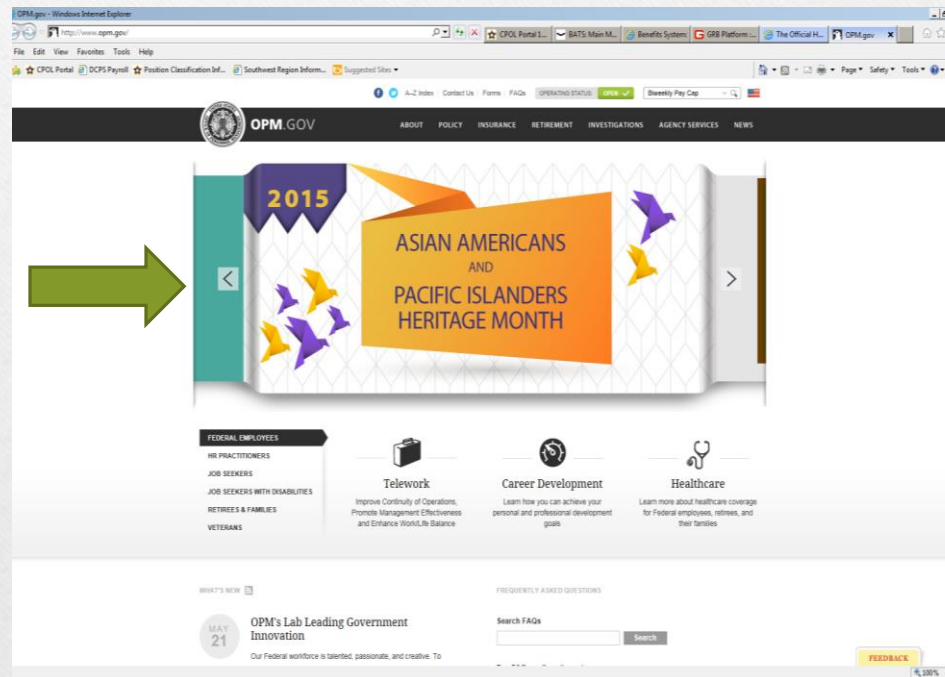 OPM.gov - Windows Internet Explorer
http://www.opm.gov/
CPOL Portal 1... BATS: Main M... Benefits Systems GRB Platform :... The Official H... OPM.gov x
File Edit View Favorites Tools Help
CPOL Portal DCPS Payroll Position Classification Inf... Southwest Region Inform... Suggested Sites
Page Safety Tools
A-Z Index Contact Us Forms FAQs OPERATING STATUS: OPEN Biweekly Pay Cap
OPM.GOV ABOUT POLICY INSURANCE RETIREMENT INVESTIGATIONS AGENCY SERVICES NEWS
2015
ASIAN AMERICANS
AND
PACIFIC ISLANDERS
HERITAGE MONTH
FEDERAL EMPLOYEES
HR PRACTITIONERS
JOB SEEKERS
JOB SEEKERS WITH DISABILITIES
RETIREES & FAMILIES
VETERANS
Telework
Improve Continuity of Operations,
Promote Management Effectiveness
and Enhance Work/Life Balance
Career Development
Learn how you can achieve your
personal and professional development
goals
Healthcare
Learn more about healthcare coverage
for Federal employees, retirees, and
their families
WHAT'S NEW
MAY
21
OPM's Lab Leading Government
Innovation
Our Federal workforce is talented, passionate, and creative. To
FREQUENTLY ASKED QUESTIONS
Search FAQs
Search
FEEDBACK
100%